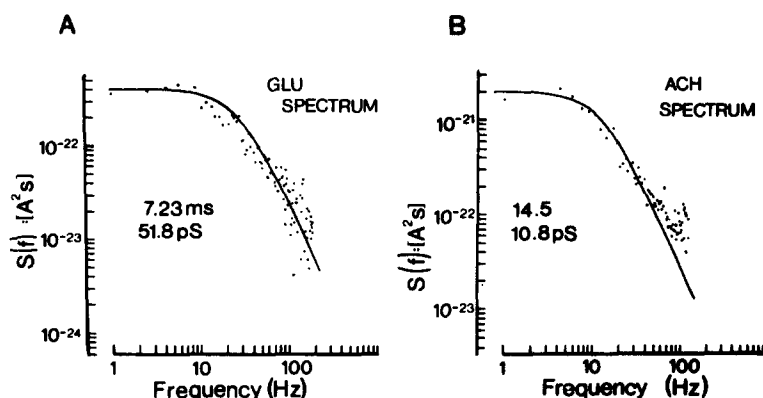 A
GLU
SPECTRUM
10⁻²²
10⁻²³
10⁻²⁴
S(f):[A²s]
7.23 ms
51.8 pS
1 10 100
Frequency (Hz)
B
ACH
SPECTRUM
10⁻²¹
10⁻²²
10⁻²³
S(f):[A²s]
14.5
10.8 pS
1 10 100
Frequency (Hz)